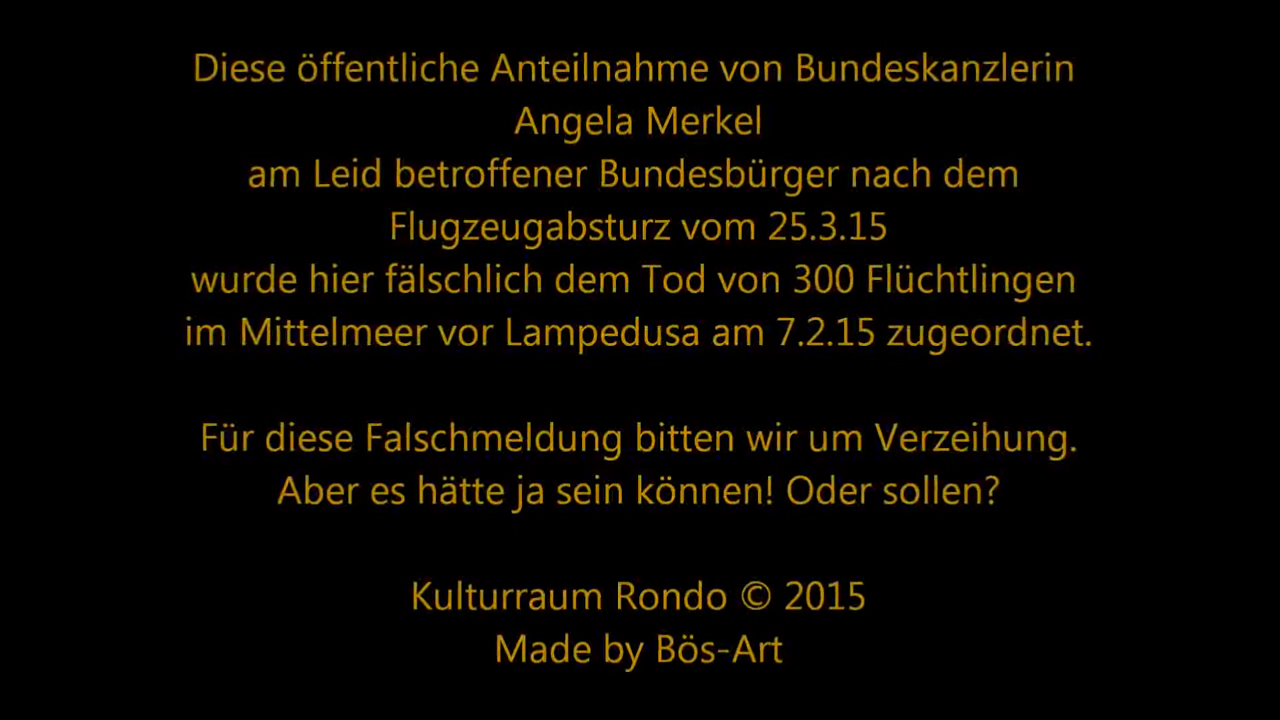 Diese öffentliche Anteilnahme von Bundeskanzlerin
Angela Merkel
am Leid betroffener Bundesbürger nach dem
Flugzeugabsturz vom 25.3.15
wurde hier fälschlich dem Tod von 300 Flüchtlingen
im Mittelmeer vor Lampedusa am 7.2.15 zugeordnet.
Für diese Falschmeldung bitten wir um Verzeihung.
Aber es hätte ja sein können! Oder sollen?
Kulturraum Rondo © 2015
Made by Bös-Art